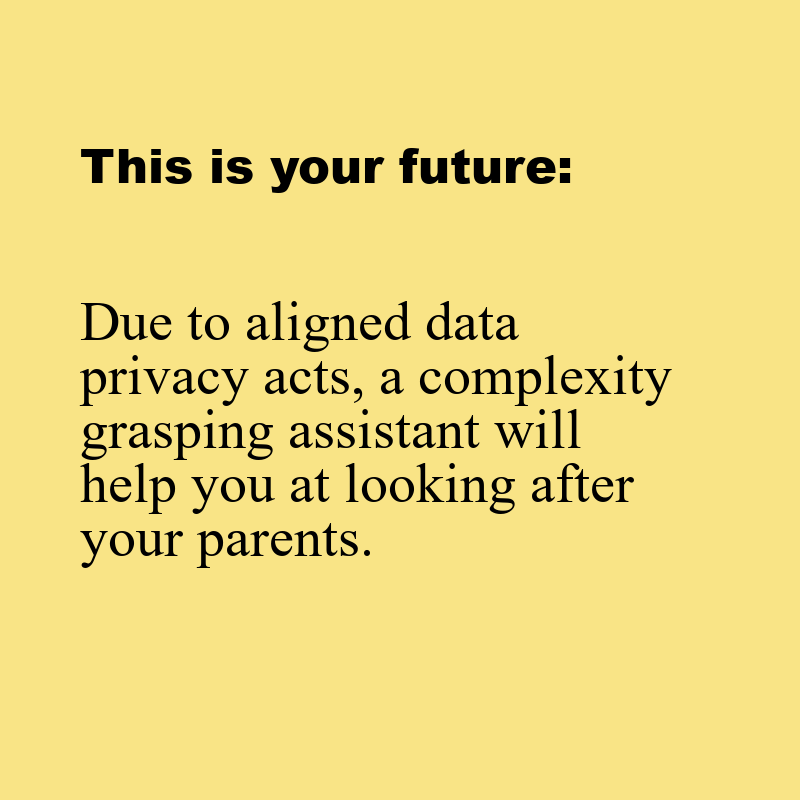 This is your future:
Due to aligned data
privacy acts, a complexity
grasping assistant will
help you at looking after
your parents.